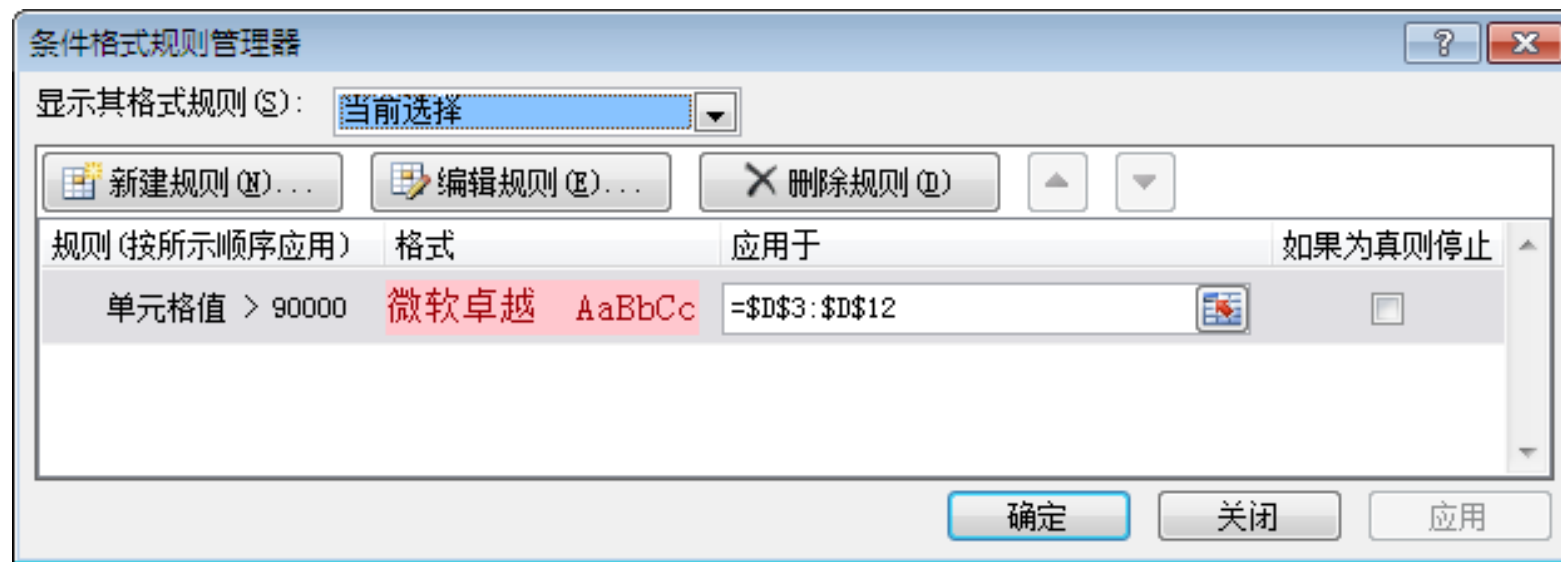 条件格式规则管理器
显示其格式规则(S): 当前选择
新建规则(N)... 编辑规则(E)... 删除规则(D)
规则(按所示顺序应用) 格式 应用于 如果为真则停止
单元格值 > 90000 微软卓越 AaBbCc =$D$3:$D$12
确定 关闭 应用